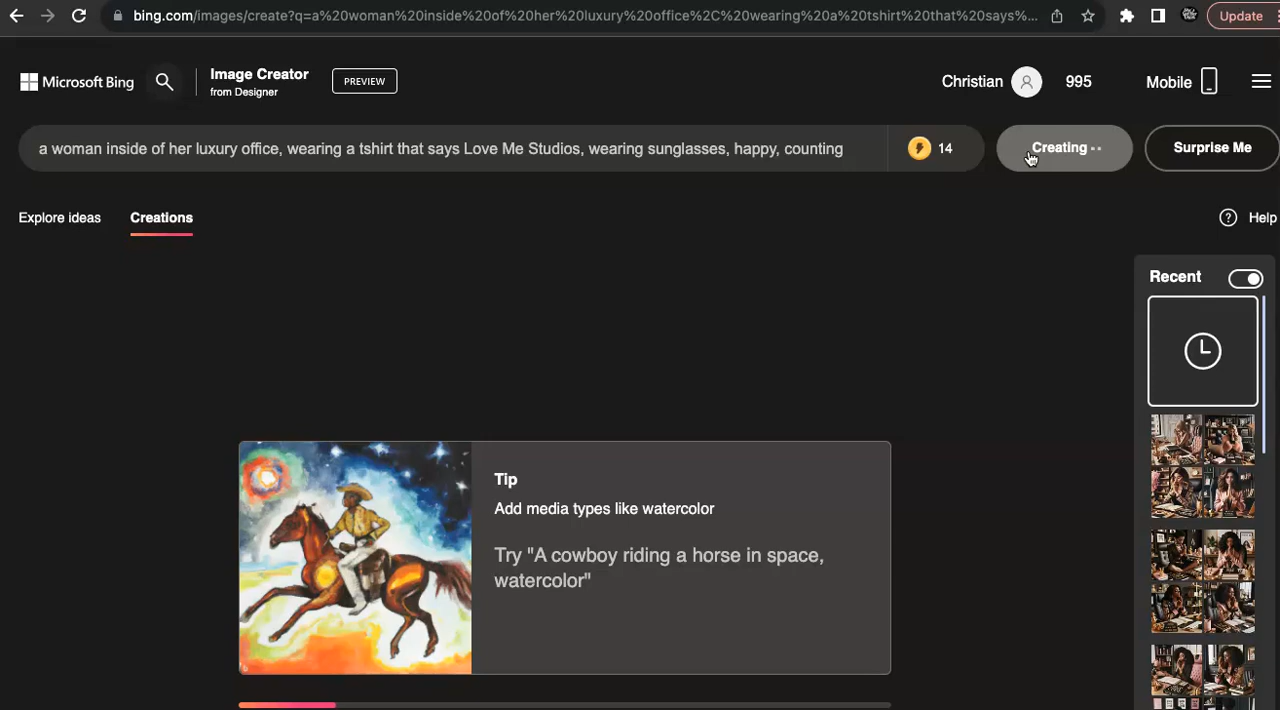 bing.com/images/create?q=a%20woman%20inside%20of%20her%20luxury%20office%2C%20wearing%20a%20tshirt%20that%20says%...
Update
Microsoft Bing
Image Creator
from Designer
PREVIEW
Christian
995
Mobile
a woman inside of her luxury office, wearing a tshirt that says Love Me Studios, wearing sunglasses, happy, counting
14
Creating
Surprise Me
Explore ideas
Creations
Help
Recent
Tip
Add media types like watercolor
Try "A cowboy riding a horse in space,
watercolor"